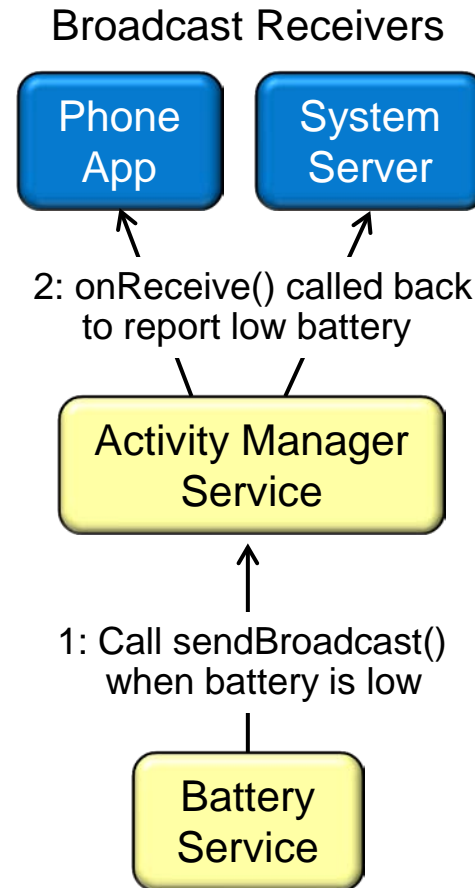 Broadcast Receivers
Phone
App
System
Server
2: onReceive() called back
to report low battery
Activity Manager
Service
1: Call sendBroadcast()
when battery is low
Battery
Service